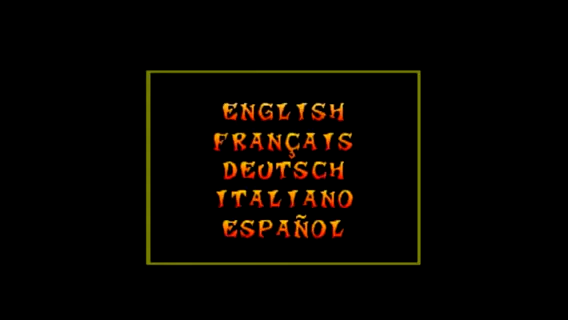 ENGLISH
FRANÇAIS
DEUTSCH
ITALIANO
ESPAÑOL